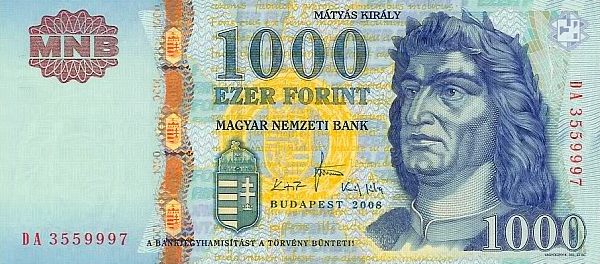 MÁTYÁS KIRÁLY
MNB
1000
EZER FORINT
DA 3559997
MAGYAR NEMZETI BANK
BUDAPEST 2008
DA 3559997
1000
A BANKJEGYHAMISÍTÁST A TÖRVÉNY BÜNTETI!